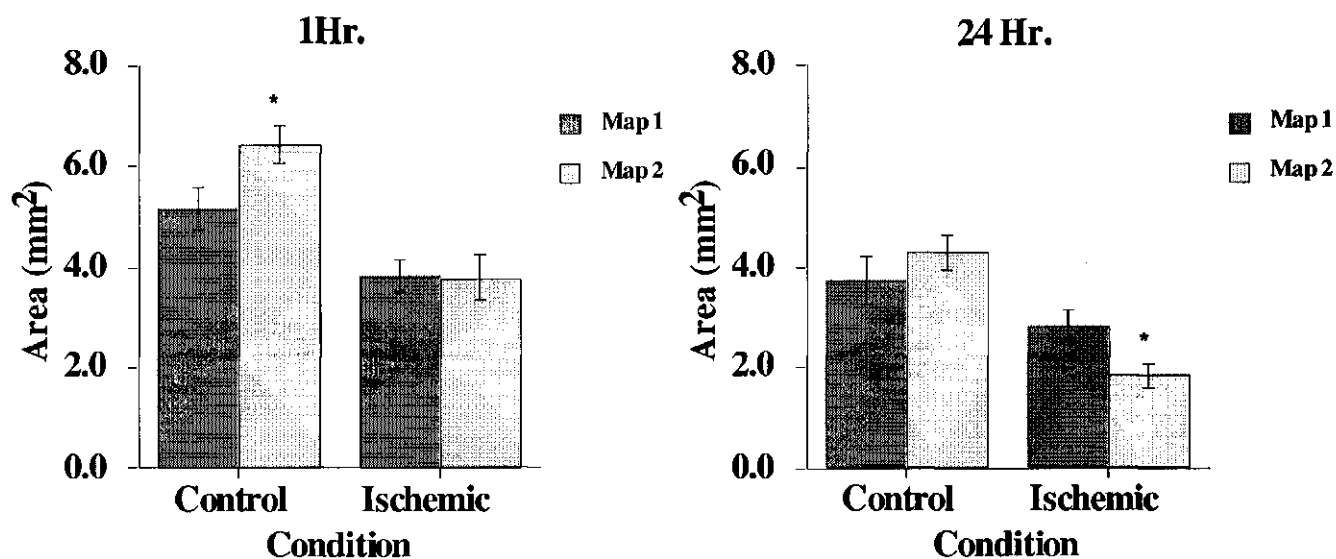 1Hr.
8.0
6.0
4.0
2.0
0.0
Area (mm²)
*
Map 1
Map 2
Control Ischemic
Condition
24 Hr.
8.0
6.0
4.0
2.0
0.0
Area (mm²)
*
Map 1
Map 2
Control Ischemic
Condition